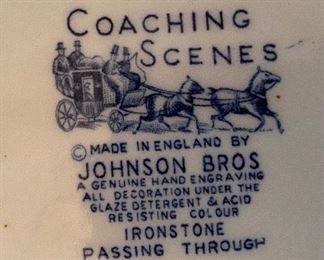 COACHING
SCENES
© MADE IN ENGLAND BY
JOHNSON BROS
A GENUINE HAND ENGRAVING
ALL DECORATION UNDER THE
GLAZE DETERGENT & ACID
RESISTING COLOUR
IRONSTONE
PASSING THROUGH